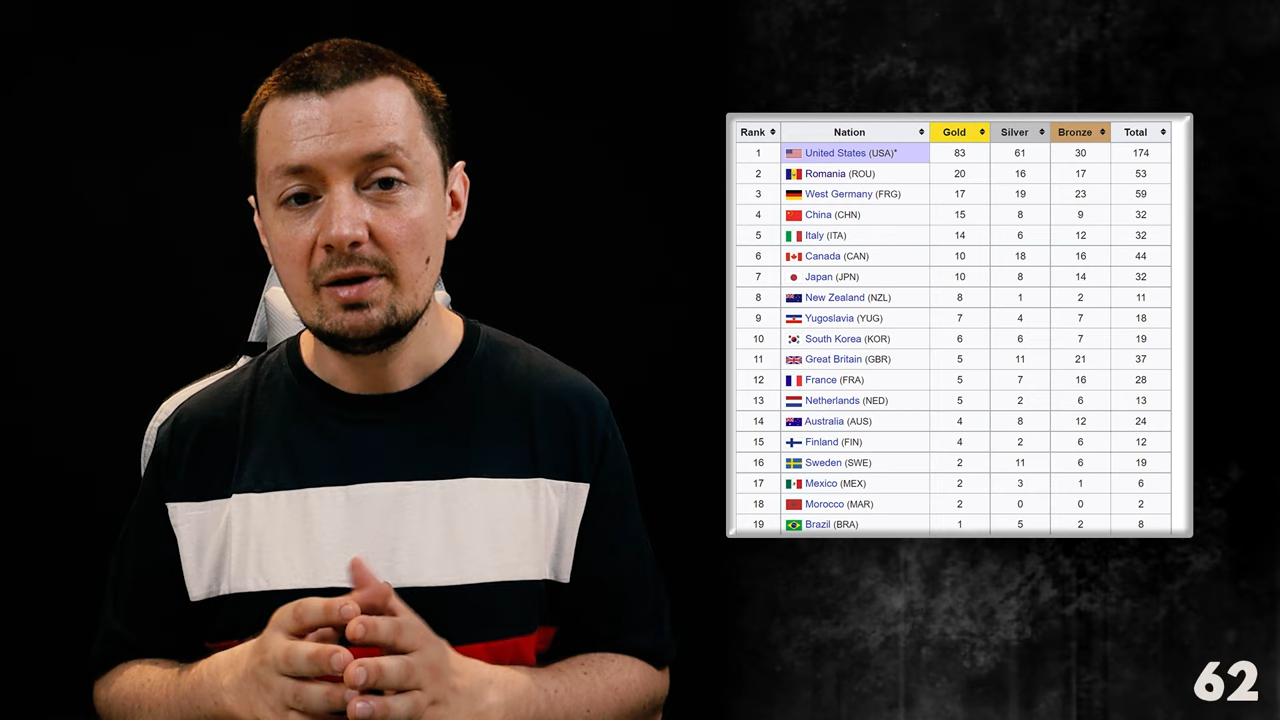 Rank Nation Gold Silver Bronze Total
1 United States (USA)* 83 61 30 174
2 Romania (ROU) 20 16 17 53
3 West Germany (FRG) 17 19 23 59
4 China (CHN) 15 8 9 32
5 Italy (ITA) 14 6 12 32
6 Canada (CAN) 10 18 16 44
7 Japan (JPN) 10 8 14 32
8 New Zealand (NZL) 8 1 2 11
9 Yugoslavia (YUG) 7 4 7 18
10 South Korea (KOR) 6 6 7 19
11 Great Britain (GBR) 5 11 21 37
12 France (FRA) 5 7 16 28
13 Netherlands (NED) 5 2 6 13
14 Australia (AUS) 4 8 12 24
15 Finland (FIN) 4 2 6 12
16 Sweden (SWE) 2 11 6 19
17 Mexico (MEX) 2 3 1 6
18 Morocco (MAR) 2 0 0 2
19 Brazil (BRA) 1 5 2 8
62